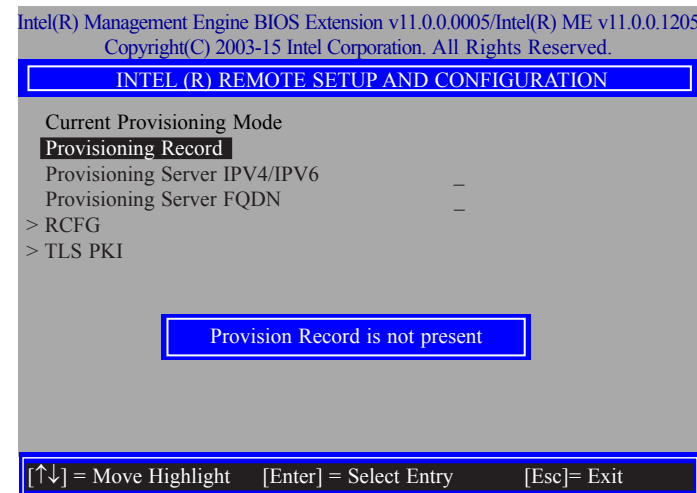 Intel(R) Management Engine BIOS Extension v11.0.0.0005/Intel(R) ME v11.0.0.1205
Copyright(C) 2003-15 Intel Corporation. All Rights Reserved.
INTEL (R) REMOTE SETUP AND CONFIGURATION
Current Provisioning Mode
Provisioning Record
Provisioning Server IPV4/IPV6 _
Provisioning Server FQDN _
> RCFG
> TLS PKI
Provision Record is not present
[↑↓] = Move Highlight [Enter] = Select Entry [Esc]= Exit